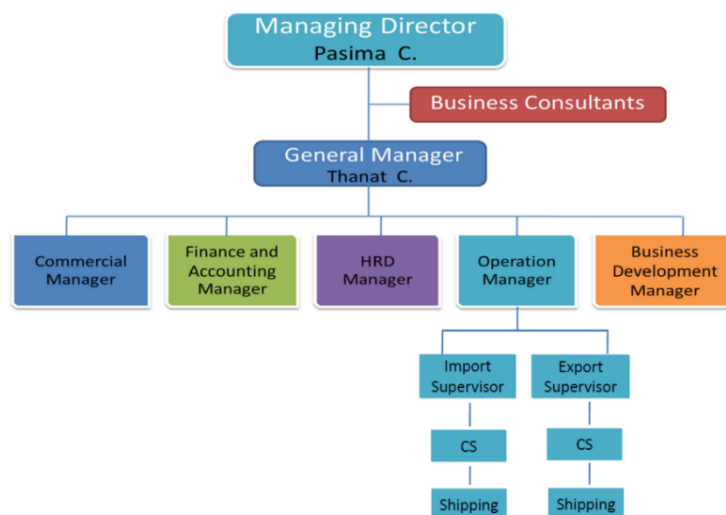 Managing Director
Pasima C.
Business Consultants
General Manager
Thanat C.
Commercial
Manager
Finance and
Accounting
Manager
HRD
Manager
Operation
Manager
Business
Development
Manager
Import
Supervisor
Export
Supervisor
CS
CS
Shipping
Shipping